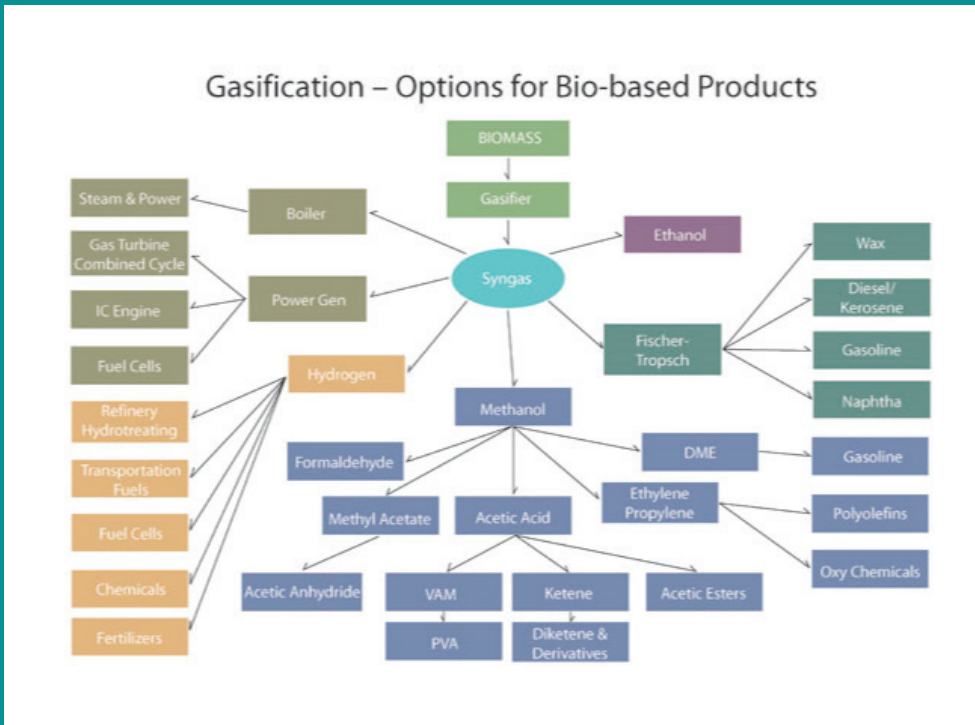 Gasification – Options for Bio-based Products
BIOMASS
Gasifier
Syngas
Steam & Power
Boiler
Gas Turbine
Combined Cycle
IC Engine
Power Gen
Fuel Cells
Hydrogen
Refinery
Hydrotreating
Transportation
Fuels
Fuel Cells
Chemicals
Fertilizers
Ethanol
Fischer-
Tropsch
Wax
Diesel/
Kerosene
Gasoline
Naphtha
Methanol
Formaldehyde
Methyl Acetate
Acetic Acid
Ethylene
Propylene
DME
Gasoline
Polyolefins
Oxy Chemicals
Acetic Anhydride
VAM
Ketene
Acetic Esters
PVA
Diketene &
Derivatives